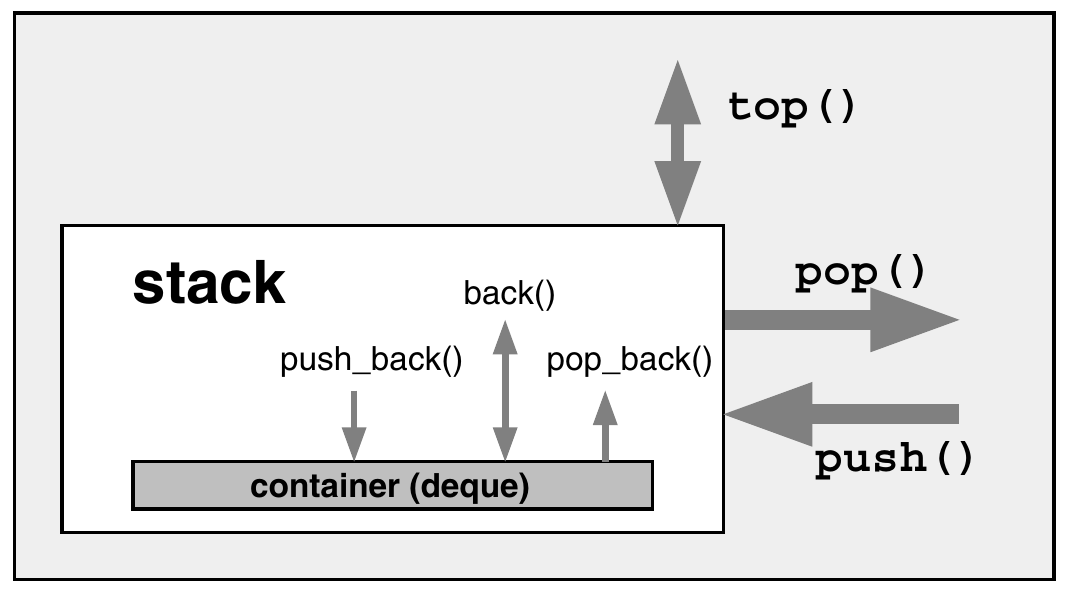 top()
stack
back()
pop()
push_back()
pop_back()
push()
container (deque)